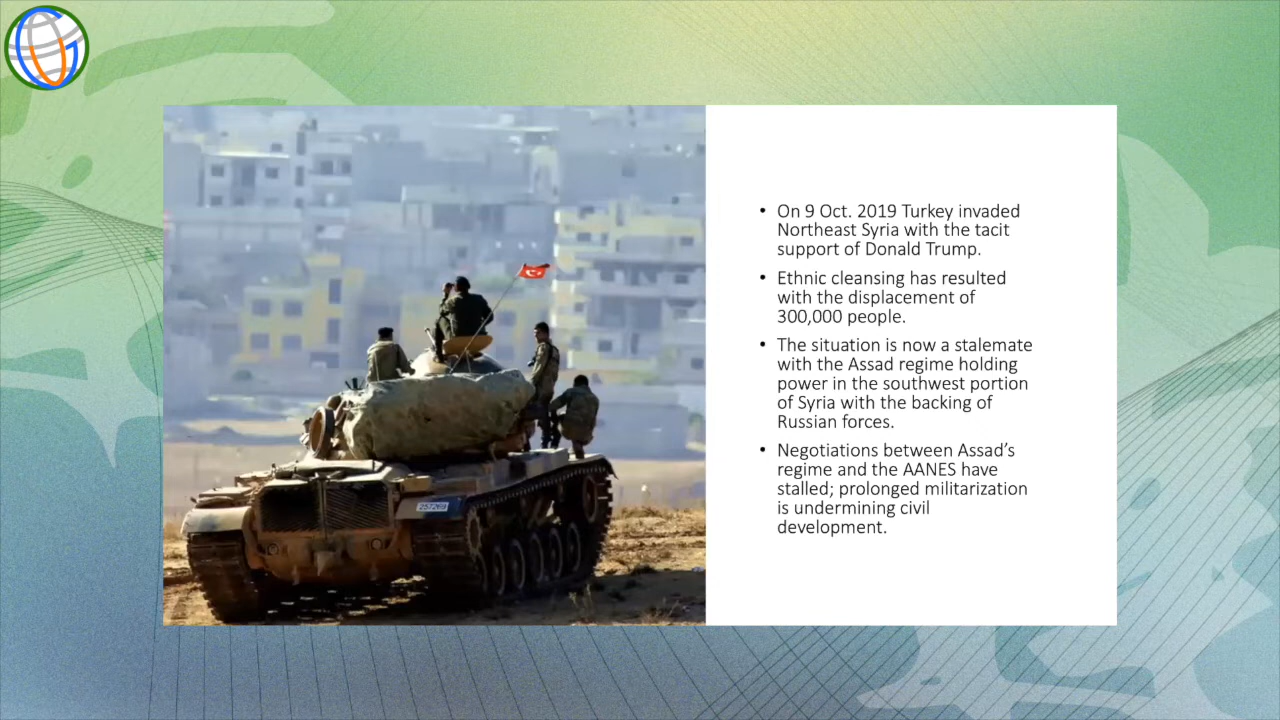 • On 9 Oct. 2019 Turkey invaded
Northeast Syria with the tacit
support of Donald Trump.
• Ethnic cleansing has resulted
with the displacement of
300,000 people.
• The situation is now a stalemate
with the Assad regime holding
power in the southwest portion
of Syria with the backing of
Russian forces.
• Negotiations between Assad’s
regime and the AANES have
stalled; prolonged militarization
is undermining civil
development.
257269